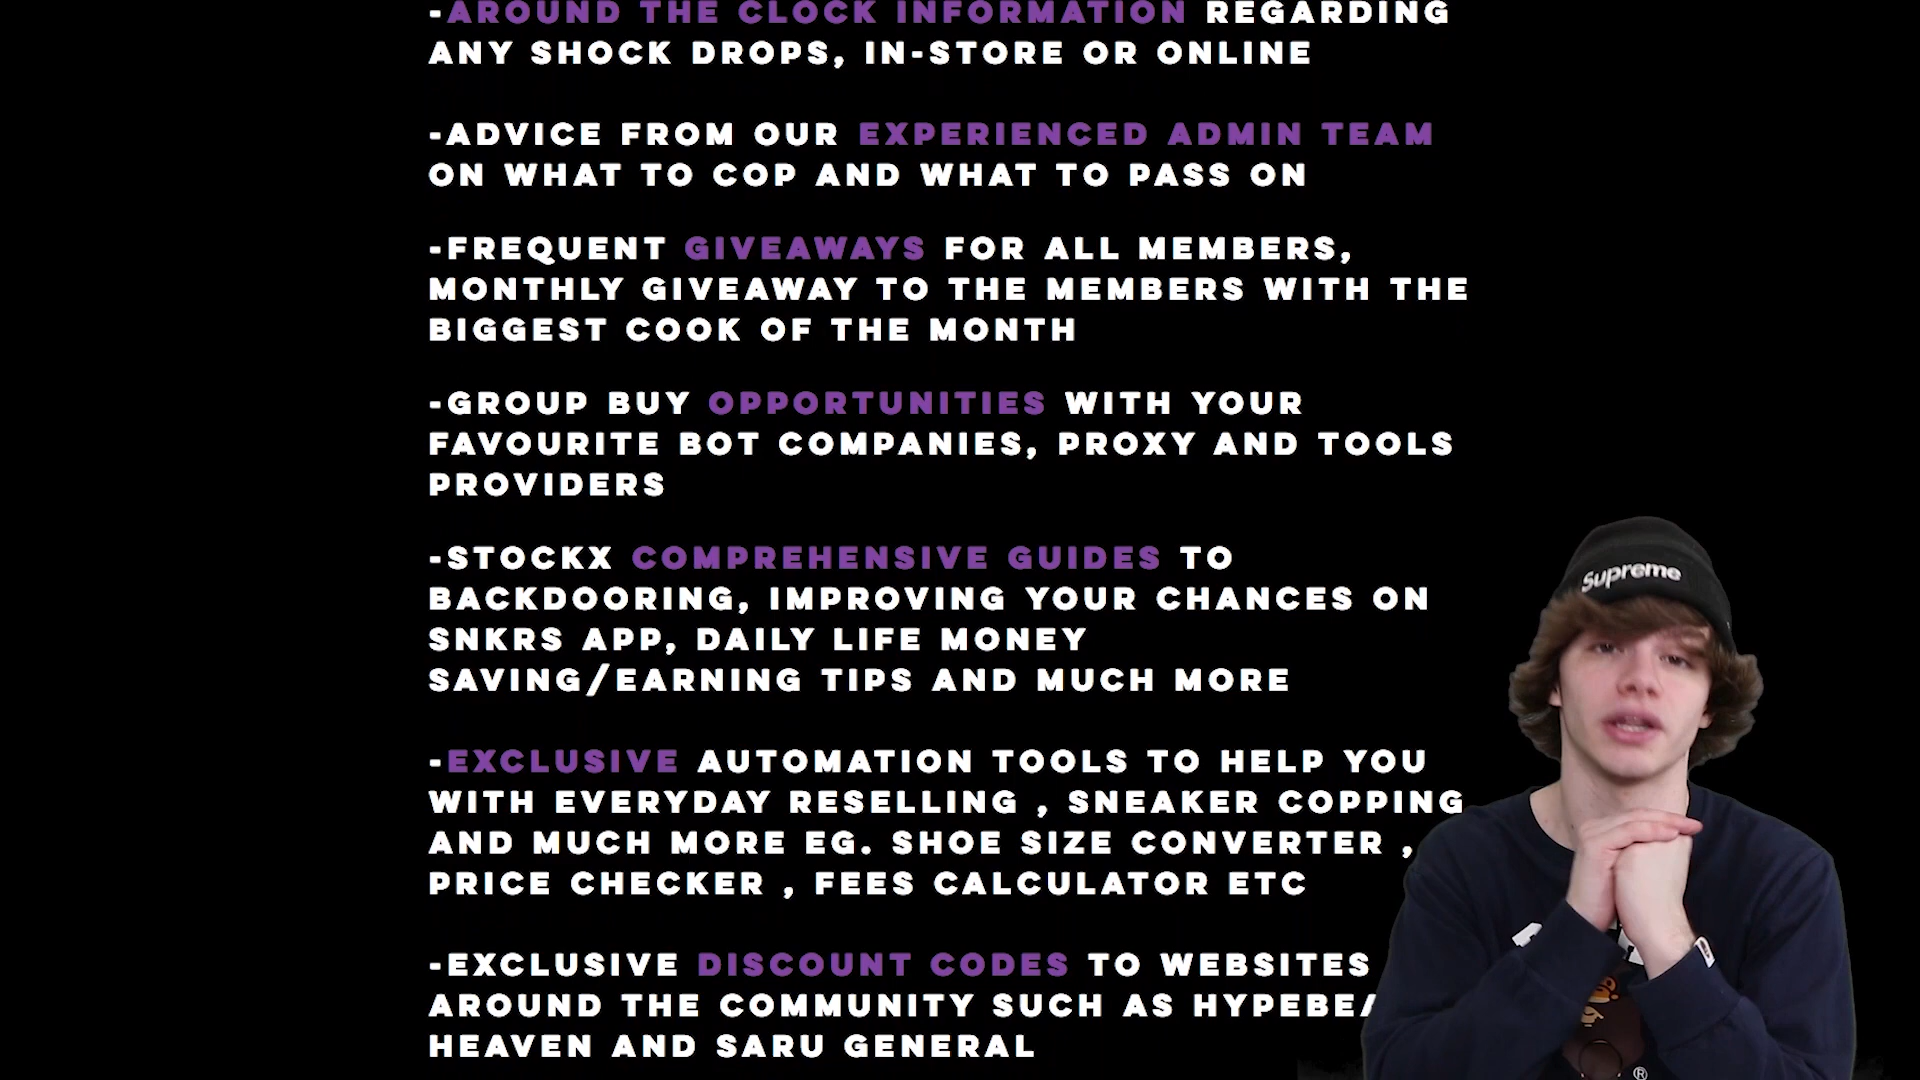 -AROUND THE CLOCK INFORMATION REGARDING
ANY SHOCK DROPS, IN-STORE OR ONLINE
-ADVICE FROM OUR EXPERIENCED ADMIN TEAM
ON WHAT TO COP AND WHAT TO PASS ON
-FREQUENT GIVEAWAYS FOR ALL MEMBERS,
MONTHLY GIVEAWAY TO THE MEMBERS WITH THE
BIGGEST COOK OF THE MONTH
-GROUP BUY OPPORTUNITIES WITH YOUR
FAVOURITE BOT COMPANIES, PROXY AND TOOLS
PROVIDERS
-STOCKX COMPREHENSIVE GUIDES TO
BACKDOORING, IMPROVING YOUR CHANCES ON
SNKRS APP, DAILY LIFE MONEY
SAVING/EARNING TIPS AND MUCH MORE
-EXCLUSIVE AUTOMATION TOOLS TO HELP YOU
WITH EVERYDAY RESELLING , SNEAKER COPPING
AND MUCH MORE EG. SHOE SIZE CONVERTER ,
PRICE CHECKER , FEES CALCULATOR ETC
-EXCLUSIVE DISCOUNT CODES TO WEBSITES
AROUND THE COMMUNITY SUCH AS
HEAVEN AND SARU GENERAL
Supreme
®